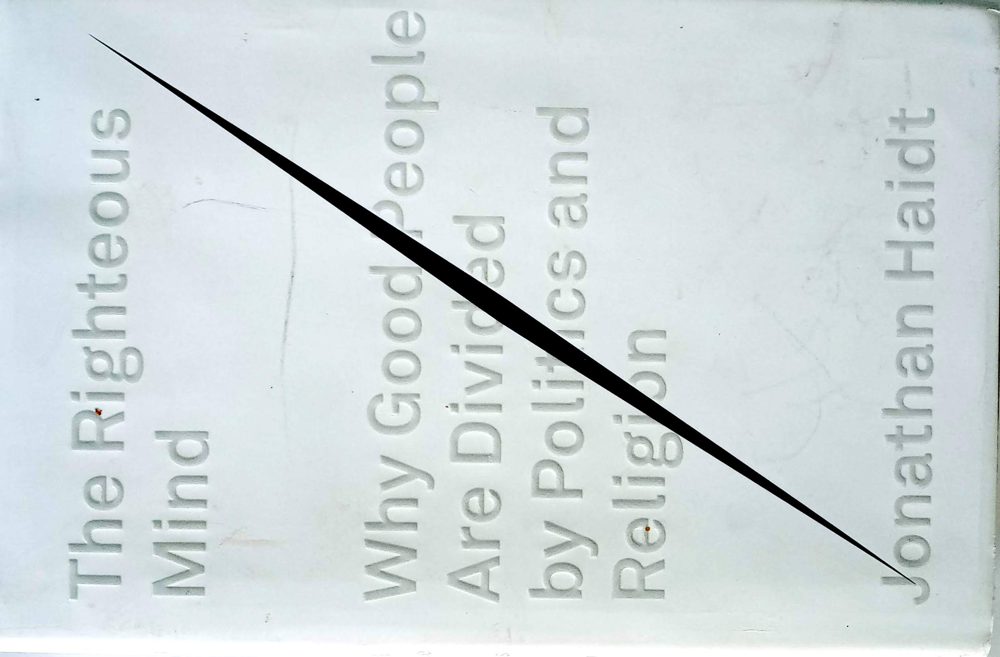 The Righteous
Mind
Why Good People
Are Divided
by Politics and
Religion
Jonathan Haidt